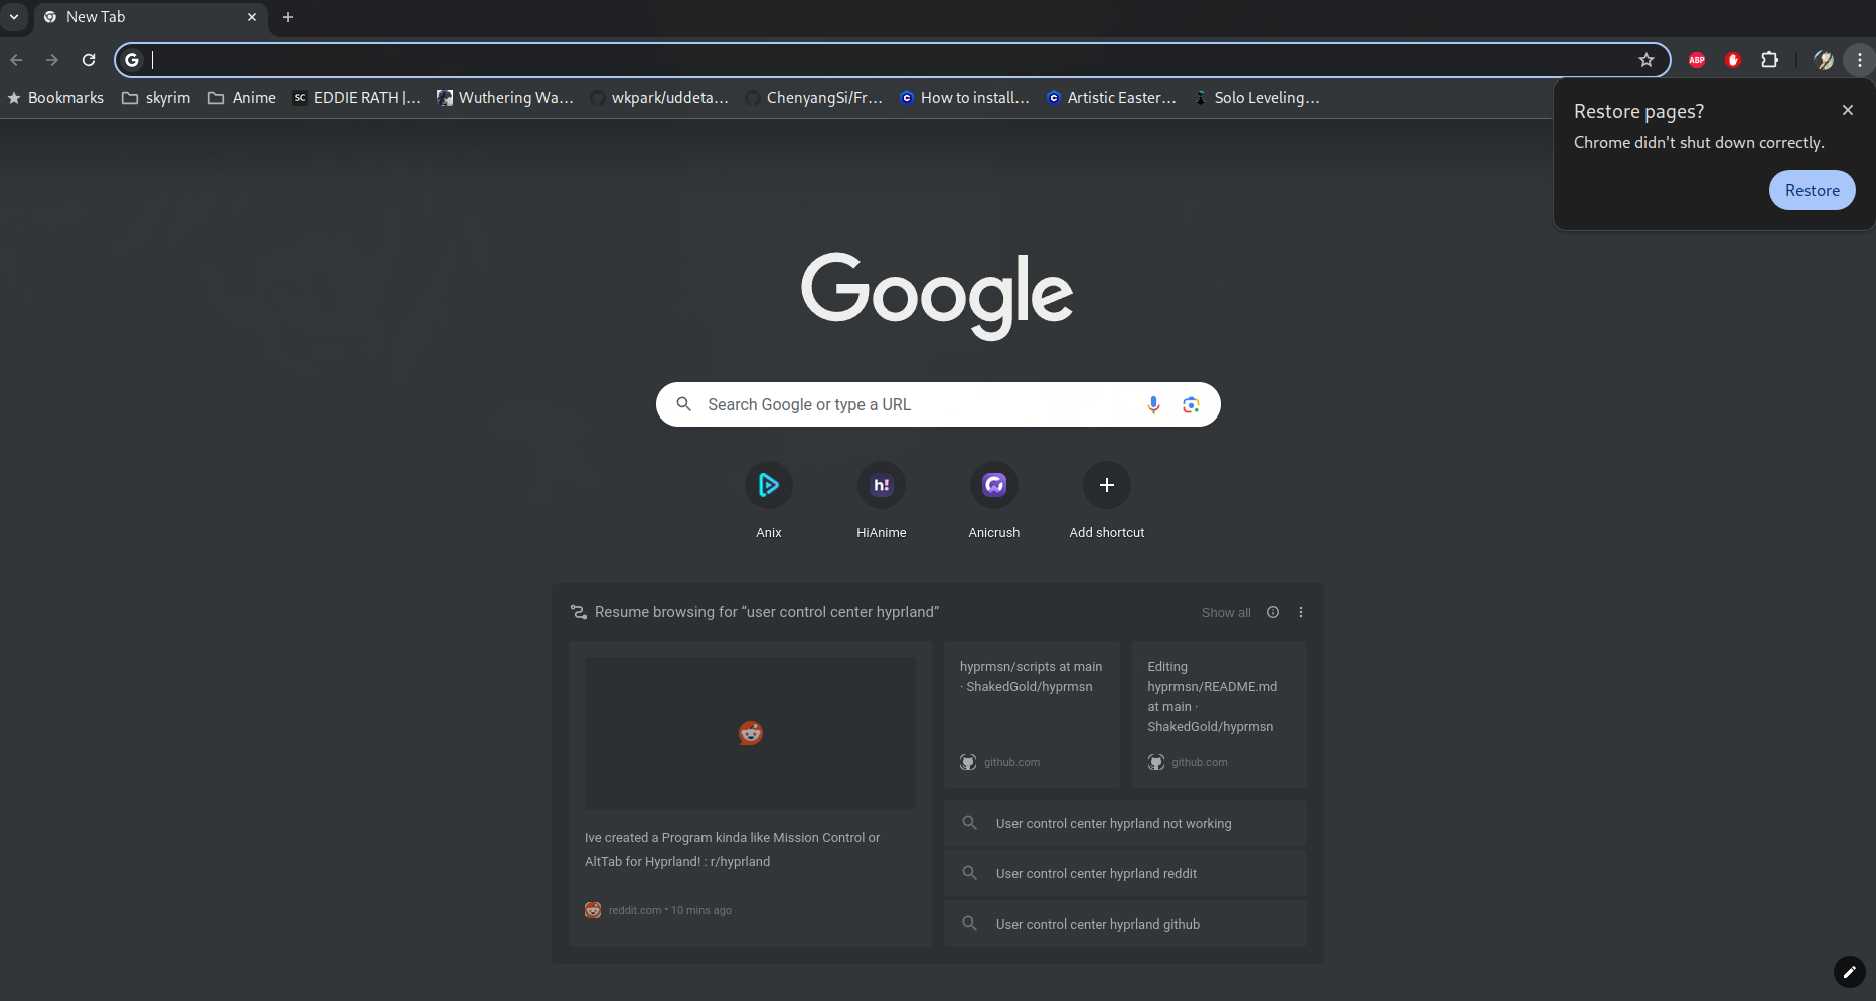 New Tab
Bookmarks
skyrim
Anime
SC
EDDIE RATH |...
Wuthering Wa...
wkpark/uddeta...
ChenyangSi/Fr...
How to install...
Artistic Easter...
Solo Leveling...
ABP
Restore pages?
Chrome didn't shut down correctly.
Restore
Google
Search Google or type a URL
h!
Anix
HiAnime
Anicrush
Add shortcut
Resume browsing for “user control center hyprland”
Show all
Ive created a Program kinda like Mission Control or
AltTab for Hyprland! : r/hyprland
reddit.com • 10 mins ago
hyprmsn/scripts at main
· ShakedGold/hyprmsn
github.com
Editing
hyprmsn/README.md
at main ·
ShakedGold/hyprmsn
github.com
User control center hyprland not working
User control center hyprland reddit
User control center hyprland github